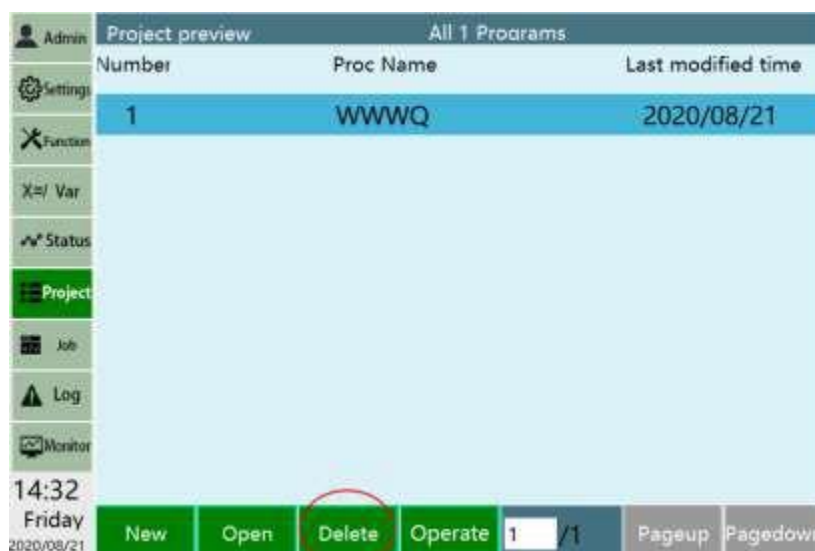 Admin
Project preview
All 1 Programs
Number
Proc Name
Last modified time
Settings
1
WWWQ
2020/08/21
Function
X=/ Var
Status
Project
Job
Log
Monitor
14:32
Friday
2020/08/21
New
Open
Delete
Operate
1
/1
Pageup
Pagedown